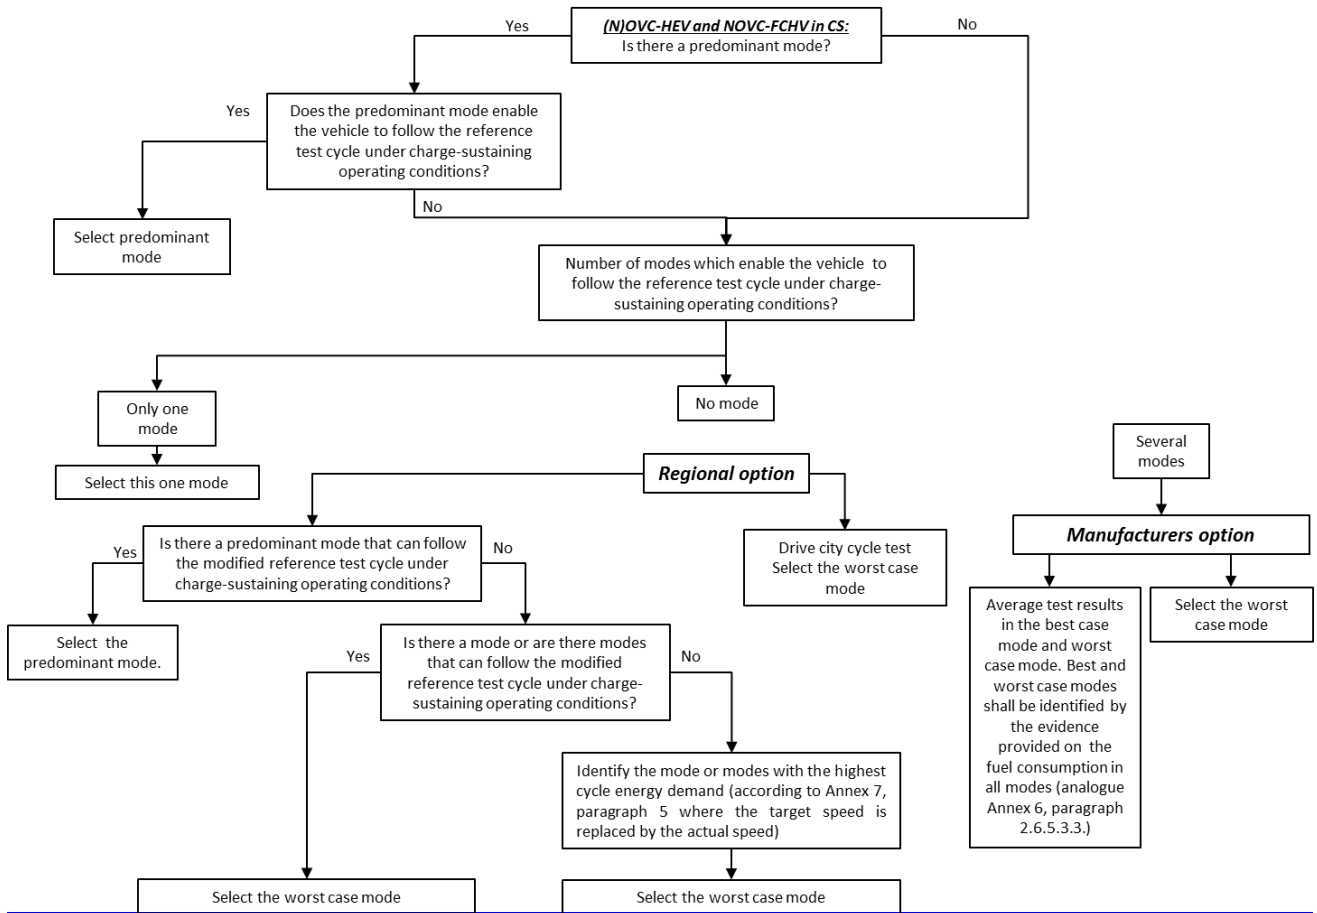 (N)OVC-HEV and NOVC-FCHV in CS:
Is there a predominant mode?
Yes
No
Does the predominant mode enable
the vehicle to follow the reference
test cycle under charge-sustaining
operating conditions?
Yes
No
Select predominant
mode
Number of modes which enable the vehicle to
follow the reference test cycle under charge-
sustaining operating conditions?
Only one
mode
No mode
Several
modes
Select this one mode
Regional option
Manufacturers option
Is there a predominant mode that can follow
the modified reference test cycle under
charge-sustaining operating conditions?
Yes
No
Drive city cycle test
Select the worst case
mode
Average test results
in the best case
mode and worst
case mode. Best and
worst case modes
shall be identified by
the evidence
provided on the
fuel consumption in
all modes (analogue
Annex 6, paragraph
2.6.5.3.3.)
Select the worst
case mode
Select the
predominant mode.
Is there a mode or are there modes
that can follow the modified
reference test cycle under charge-
sustaining operating conditions?
Yes
No
Identify the mode or modes with the highest
cycle energy demand (according to Annex 7,
paragraph 5 where the target speed is
replaced by the actual speed)
Select the worst case mode
Select the worst case mode